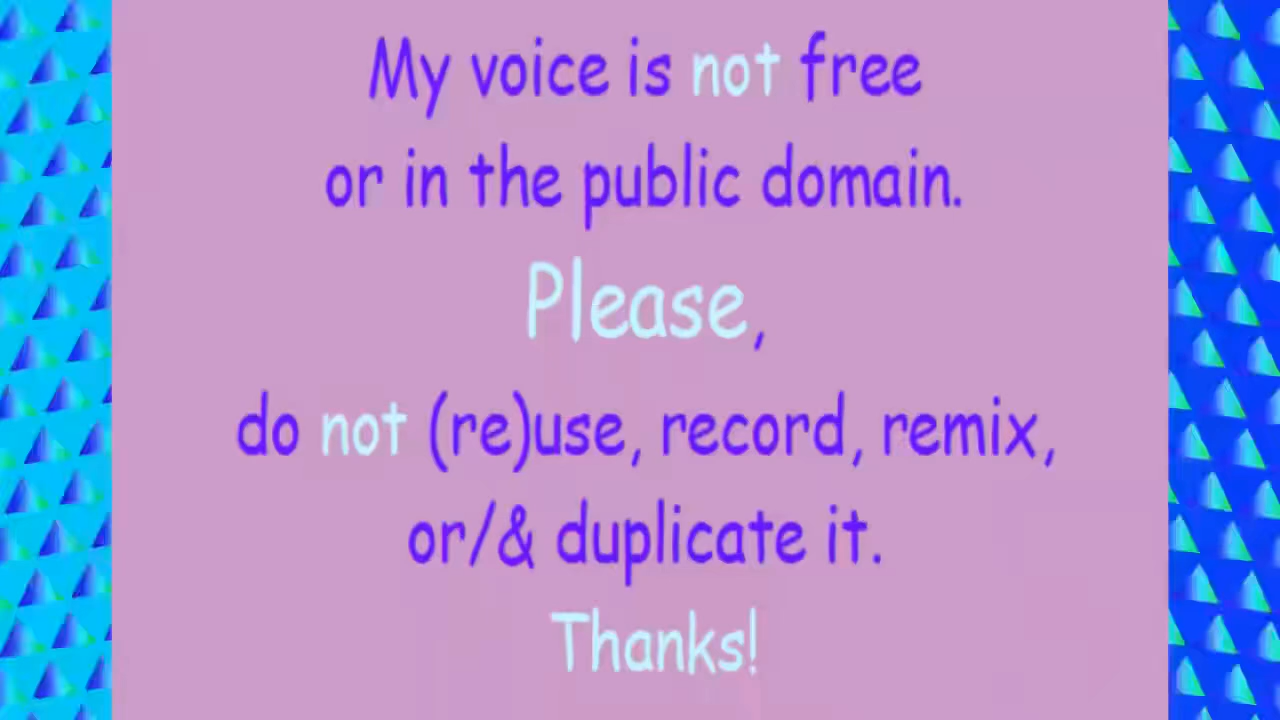 My voice is not free
or in the public domain.
Please,
do not (re)use, record, remix,
or/& duplicate it.
Thanks!